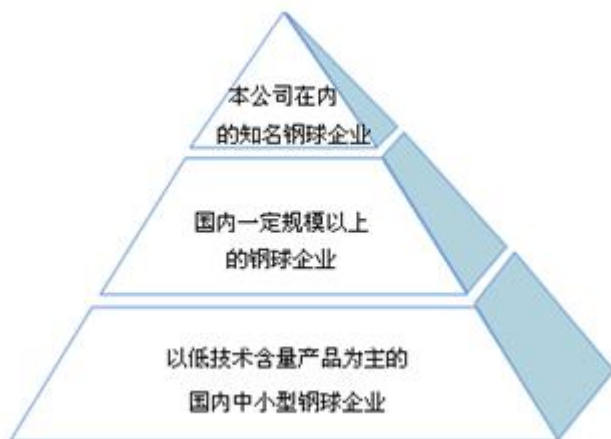 本公司在内
的知名钢球企业
国内一定规模以上
的钢球企业
以低技术含量产品为主的
国内中小型钢球企业